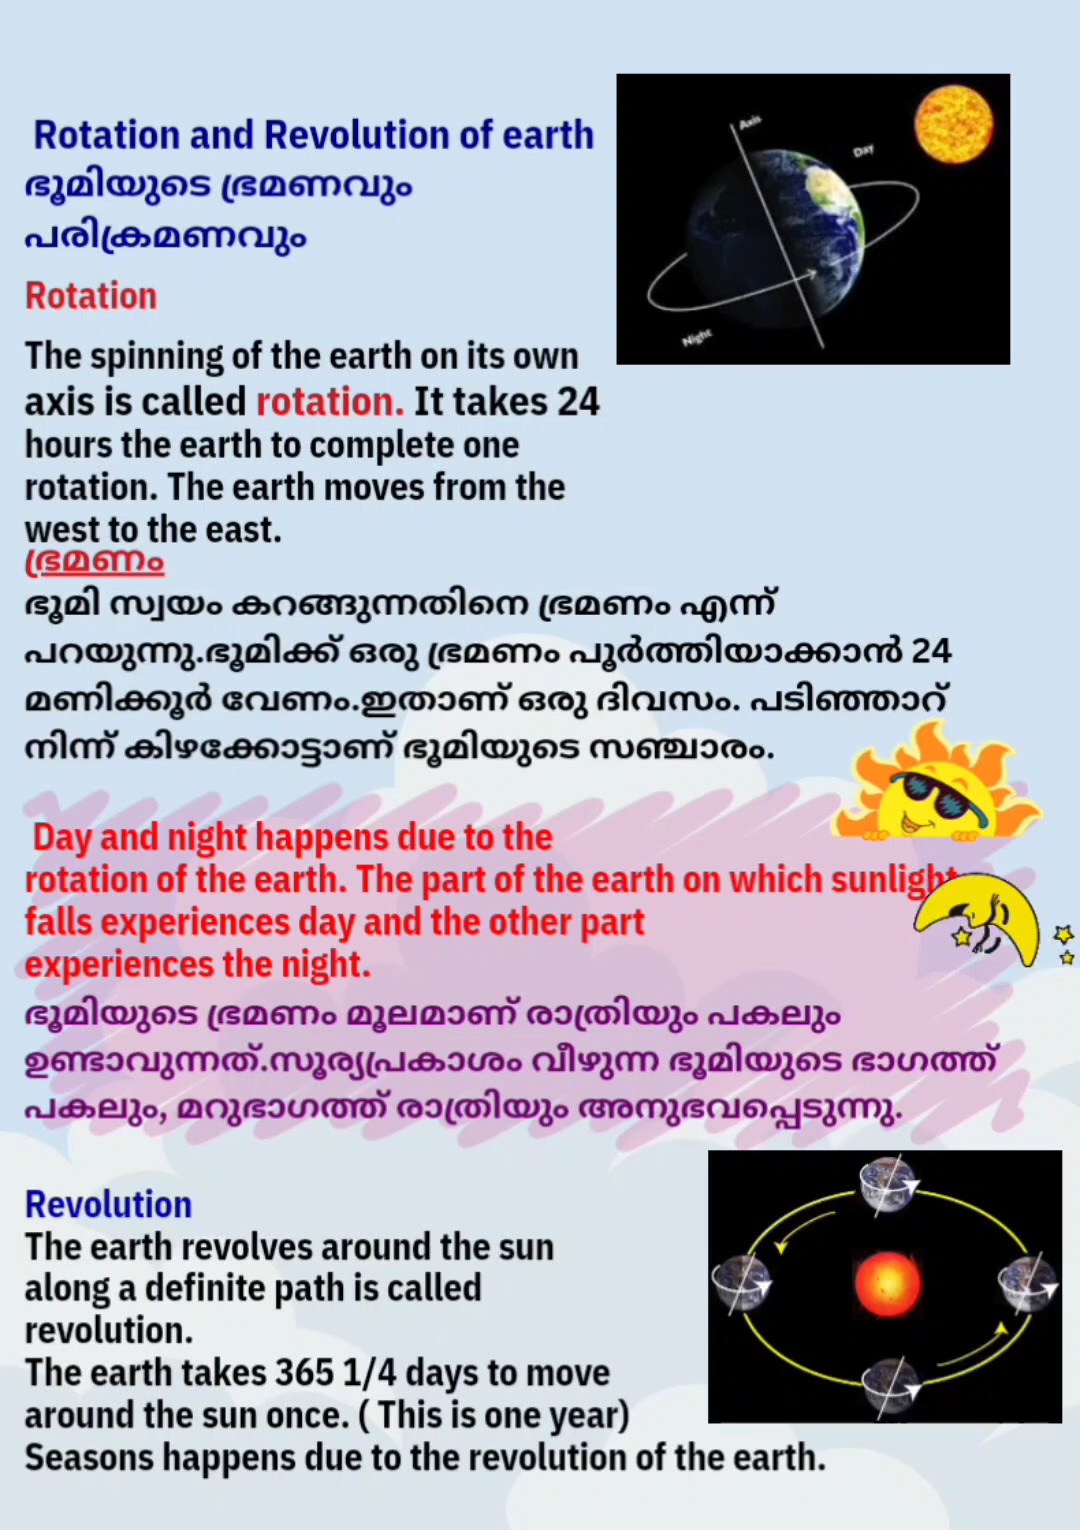 Rotation and Revolution of earth
ഭൂമിയുടെ ഭ്രമണവും
പരിക്രമണവും
Axis
Day
Night
Rotation
The spinning of the earth on its own
axis is called rotation. It takes 24
hours the earth to complete one
rotation. The earth moves from the
west to the east.
ഭ്രമണം
ഭൂമി സ്വയം കറങ്ങുന്നതിനെ ഭ്രമണം എന്ന്
പറയുന്നു.ഭൂമിക്ക് ഒരു ഭ്രമണം പൂർത്തിയാക്കാൻ 24
മണിക്കൂർ വേണം.ഇതാണ് ഒരു ദിവസം. പടിഞ്ഞാറ്
നിന്ന് കിഴക്കോട്ടാണ് ഭൂമിയുടെ സഞ്ചാരം.
Day and night happens due to the
rotation of the earth. The part of the earth on which sunlight
falls experiences day and the other part
experiences the night.
ഭൂമിയുടെ ഭ്രമണം മൂലമാണ് രാത്രിയും പകലും
ഉണ്ടാവുന്നത്.സൂര്യപ്രകാശം വീഴുന്ന ഭൂമിയുടെ ഭാഗത്ത്
പകലും, മറുഭാഗത്ത് രാത്രിയും അനുഭവപ്പെടുന്നു.
Revolution
The earth revolves around the sun
along a definite path is called
revolution.
The earth takes 365 1/4 days to move
around the sun once. ( This is one year)
Seasons happens due to the revolution of the earth.